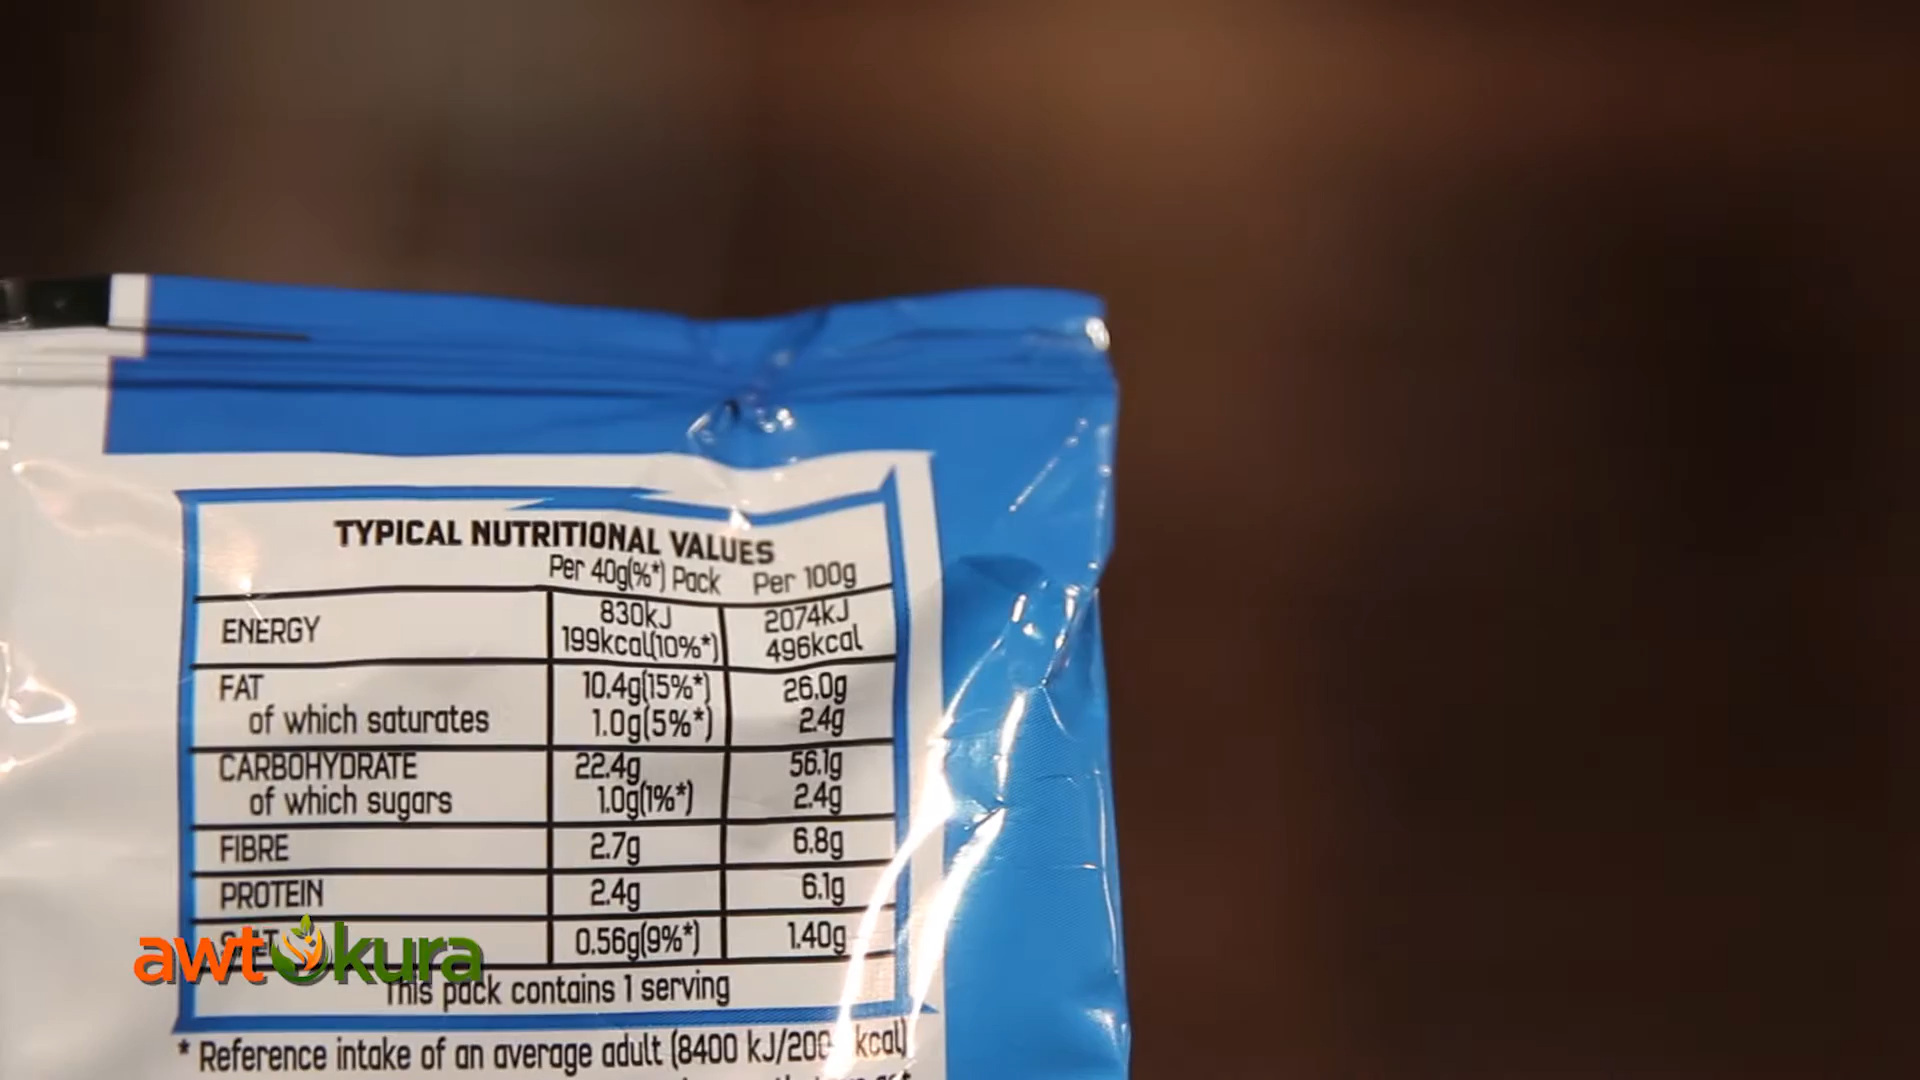 TYPICAL NUTRITIONAL VALUES
Per 40g(%*) Pack Per 100g
ENERGY 830kJ 2074kJ
199kcal(10%*) 496kcal
FAT 10.4g(15%*) 26.0g
of which saturates 1.0g(5%*) 2.4g
CARBOHYDRATE 22.4g 56.1g
of which sugars 1.0g(1%*) 2.4g
FIBRE 2.7g 6.8g
PROTEIN 2.4g 6.1g
0.56g(9%*) 1.40g
awtokura
This pack contains 1 serving
* Reference intake of an average adult (8400 kJ/200 kcal)